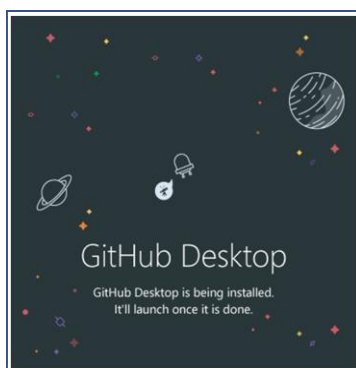 GitHub Desktop
GitHub Desktop is being installed.
It'll launch once it is done.